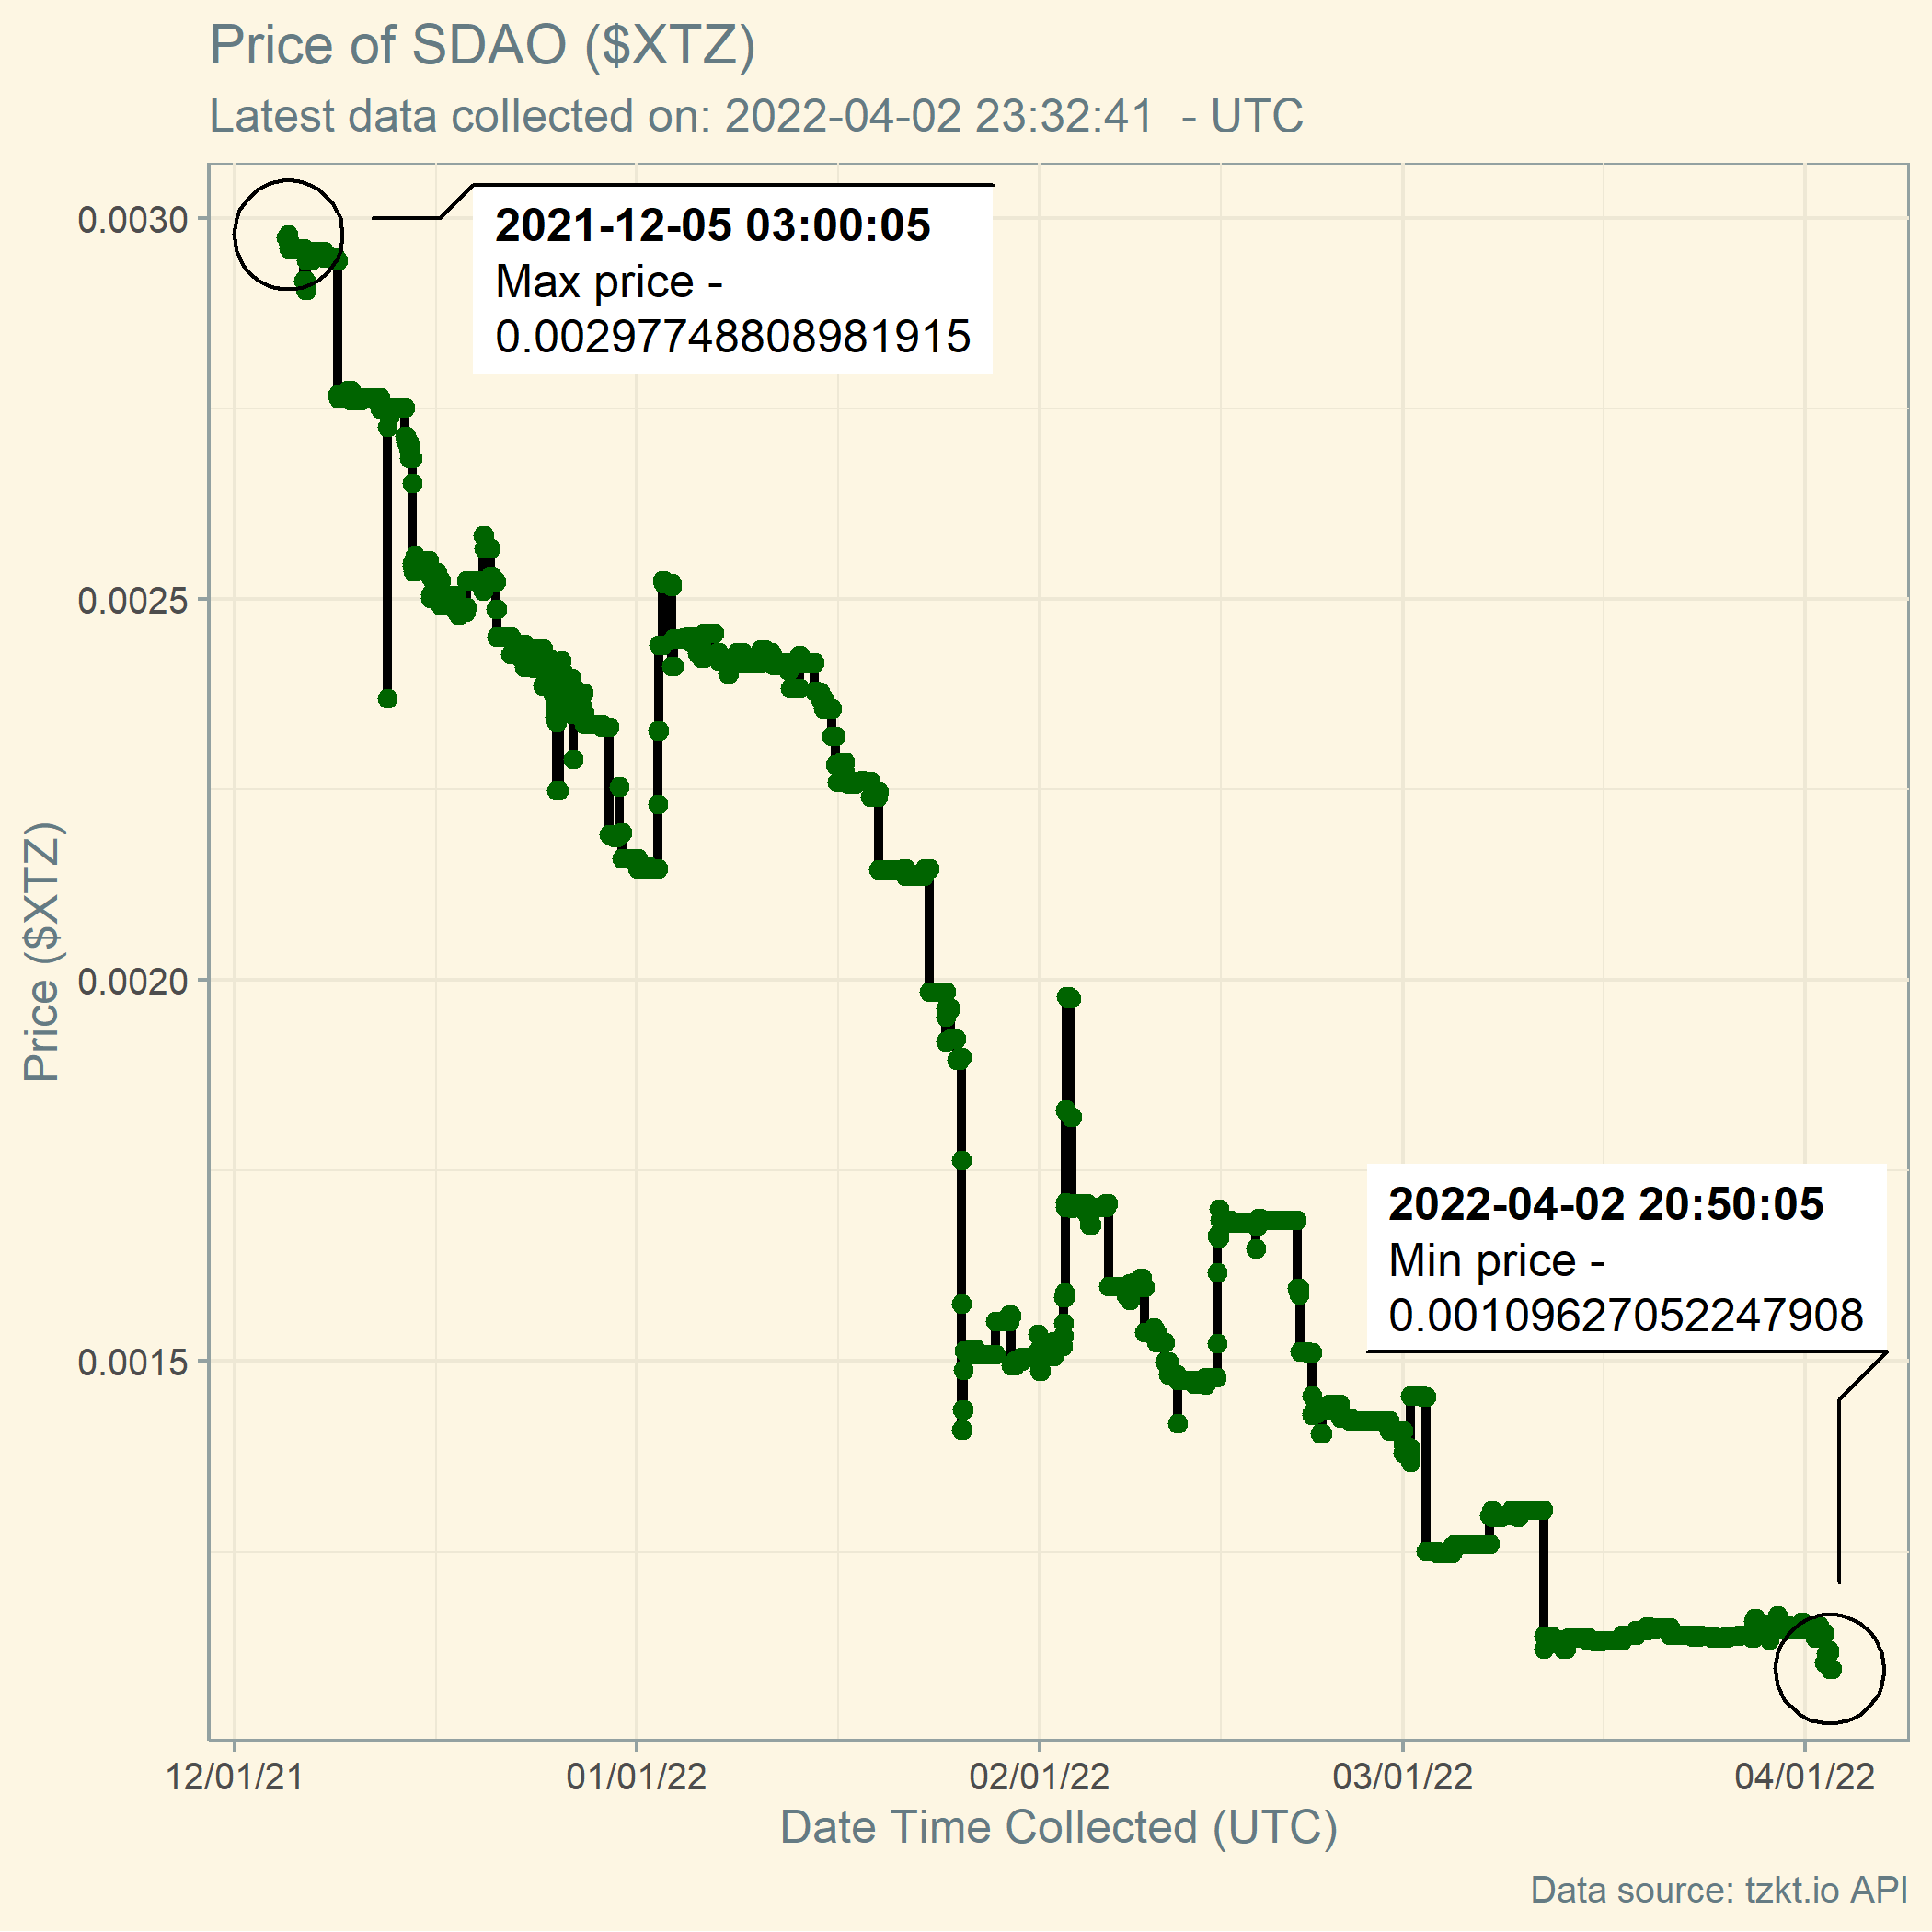 Price of SDAO ($XTZ)
Latest data collected on: 2022-04-02 23:32:41  - UTC
2021-12-05 03:00:05
Max price -
0.00297748808981915
0.0030
0.0025
0.0020
0.0015
Price ($XTZ)
2022-04-02 20:50:05
Min price -
0.00109627052247908
12/01/21
01/01/22
02/01/22
03/01/22
04/01/22
Date Time Collected (UTC)
Data source: tzkt.io API